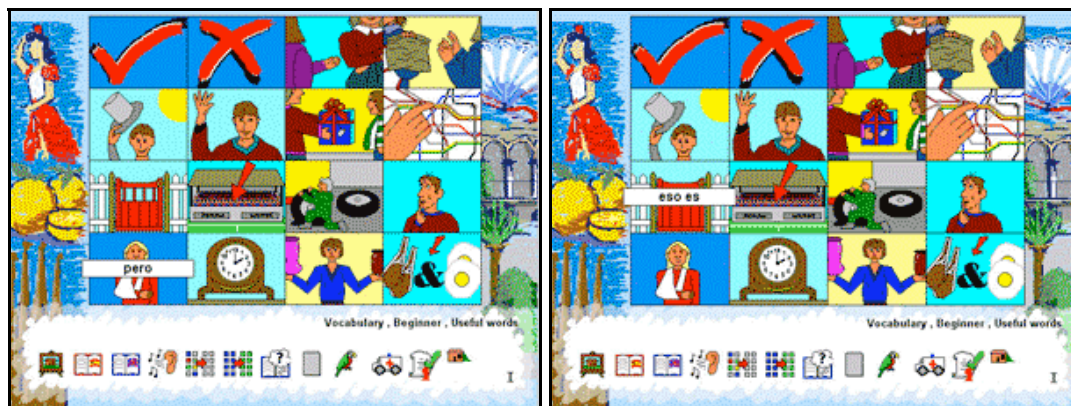 pero
Vocabulary , Beginner , Useful words
eso es
&
Vocabulary , Beginner , Useful words
&